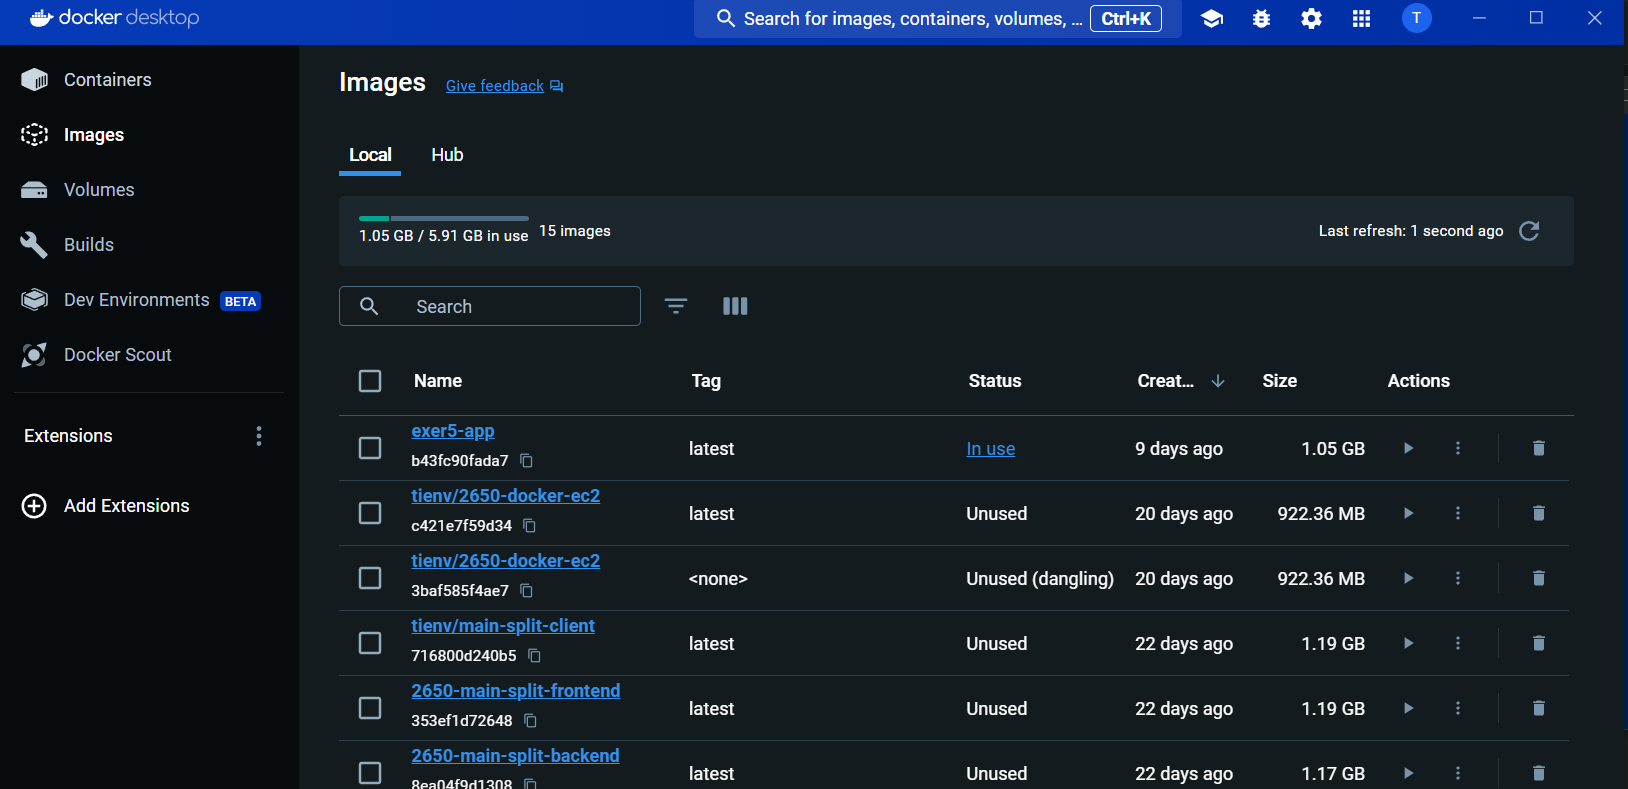 docker desktop
Search for images, containers, volumes, ... Ctrl+K
T
Containers
Images
Volumes
Builds
Dev Environments BETA
Docker Scout
Extensions
Add Extensions
Images Give feedback
Local Hub
1.05 GB / 5.91 GB in use 15 images Last refresh: 1 second ago
Search
Name Tag Status Creat... Size Actions
exer5-app
b43fc90fada7 latest In use 9 days ago 1.05 GB
tienv/2650-docker-ec2
c421e7f59d34 latest Unused 20 days ago 922.36 MB
tienv/2650-docker-ec2
3baf585f4ae7 <none> Unused (dangling) 20 days ago 922.36 MB
tienv/main-split-client
716800d240b5 latest Unused 22 days ago 1.19 GB
2650-main-split-frontend
353ef1d72648 latest Unused 22 days ago 1.19 GB
2650-main-split-backend
8ea04f9d1308 latest Unused 22 days ago 1.17 GB